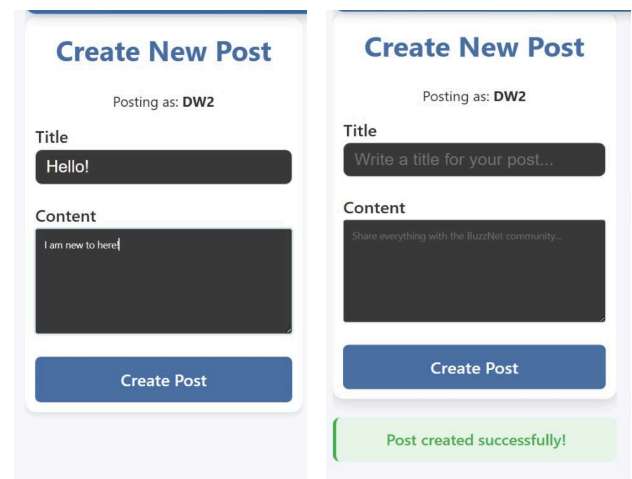 Create New Post
Posting as: DW2
Title
Hello!
Content
I am new to here!
Create Post
Create New Post
Posting as: DW2
Title
Write a title for your post...
Content
Share everything with the BuzzNet community...
Create Post
Post created successfully!